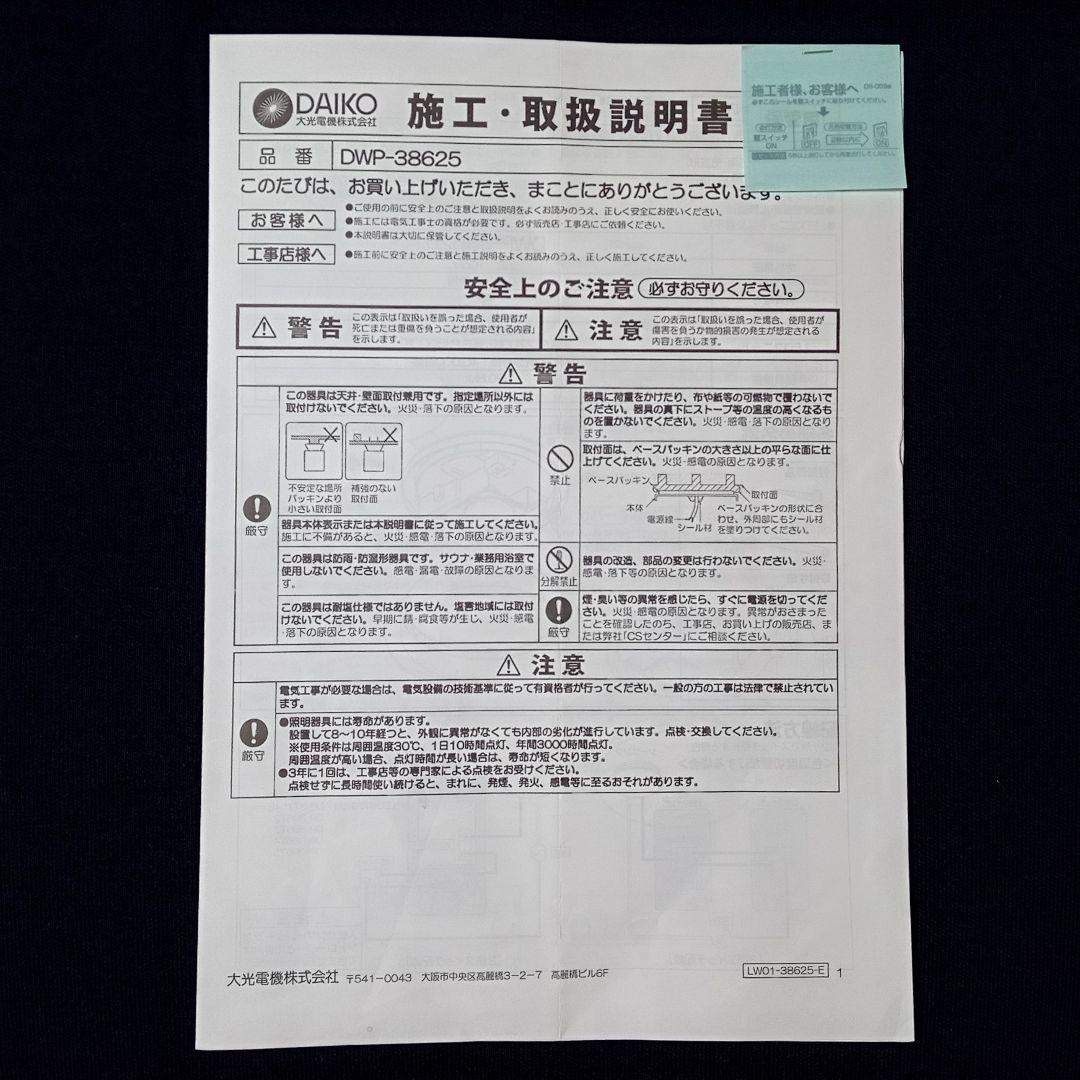 DAIKO
大光電機株式会社
施工・取扱説明書
品 番
DWP-38625
施工者様、お客様へ
必ずこのシールを壁スイッチに貼り付けてください。
壁スイッチ
ON
OFF
ON
このたびは、お買い上げいただき、まことにありがとうございます。
お客様へ
●ご使用の前に安全上のご注意と取扱説明をよくお読みのうえ、正しく安全にお使いください。
●施工には電気工事士の資格が必要です。必ず販売店・工事店にご依頼ください。
●本説明書は大切に保管してください。
工事店様へ
●施工前に安全上のご注意と施工説明をよくお読みのうえ、正しく施工してください。
安全上のご注意 必ずお守りください。
警告
この表示は「取扱いを誤った場合、使用者が
死亡または重傷を負うことが想定される内容」
を示します。
注意
この表示は「取扱いを誤った場合、使用者が
傷害を負うか物的損害の発生が想定される
内容」を示します。
警告
厳守
この器具は天井・壁面取付兼用です。指定場所以外には
取付けないでください。火災・落下の原因となります。
不安定な場所
パッキンより
小さい取付面
補強のない
取付面
器具本体表示または本説明書に従って施工してください。
施工に不備があると、火災・感電・落下の原因となります。
この器具は防雨・防湿形器具です。サウナ・業務用浴室で
使用しないでください。感電・漏電・故障の原因となりま
す。
この器具は耐塩仕様ではありません。塩害地域には取付
けないでください。早期に錆・腐食等が生じ、火災・感電
・落下の原因となります。
禁止
器具に荷重をかけたり、布や紙等の可燃物で覆わないで
ください。器具の真下にストーブ等の温度の高くなるも
のを置かないでください。火災・感電・落下の原因となり
ます。
取付面は、ベースパッキンの大きさ以上の平らな面に仕
上げてください。火災・感電の原因となります。
ベースパッキン
本体
電源線
シール材
取付面
ベースパッキンの形状に合
わせ、外周部にもシール材
を塗りつけてください。
分解禁止
器具の改造、部品の変更は行わないでください。火災・
感電・落下等の原因となります。
厳守
煙・臭い等の異常を感じたら、すぐに電源を切ってくだ
さい。火災・感電の原因となります。異常がおさまった
ことを確認したのち、工事店、お買い上げの販売店、ま
たは弊社「CSセンター」にご相談ください。
注意
厳守
電気工事が必要な場合は、電気設備の技術基準に従って有資格者が行ってください。一般の方の工事は法律で禁止されてい
ます。
●照明器具には寿命があります。
設置して8〜10年経つと、外観に異常がなくても内部の劣化が進行しています。点検・交換してください。
※使用条件は周囲温度30℃、1日10時間点灯、年間3000時間点灯。
周囲温度が高い場合、点灯時間が長い場合は、寿命が短くなります。
●3年に1回は、工事店等の専門家による点検をお受けください。
点検せずに長時間使い続けると、まれに、発煙、発火、感電等に至るおそれがあります。
大光電機株式会社 〒541-0043 大阪市中央区高麗橋3-2-7 高麗橋ビル6F
LW01-38625-E 1